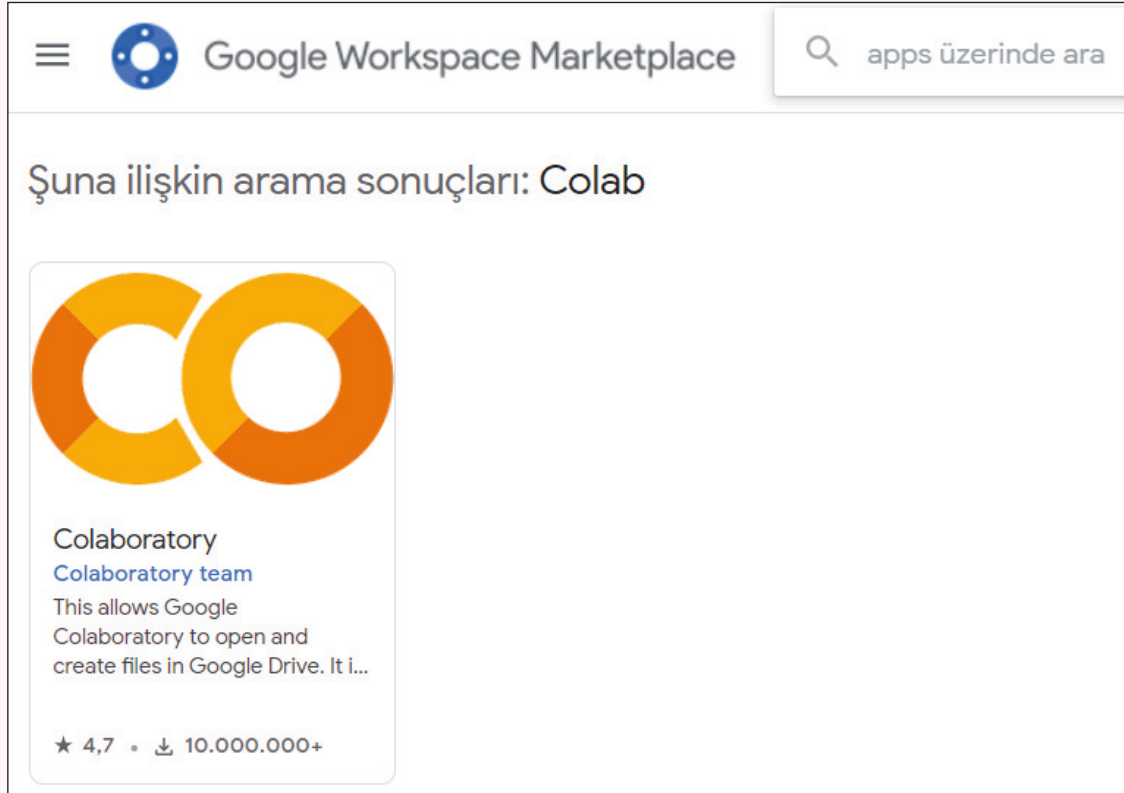 Google Workspace Marketplace
apps üzerinde ara
Şuna ilişkin arama sonuçları: Colab
Colaboratory
Colaboratory team
This allows Google
Colaboratory to open and
create files in Google Drive. It i...
4,7 • 10.000.000+